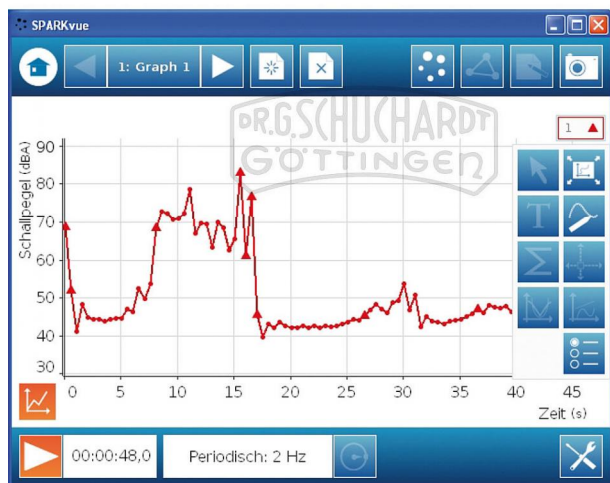 SPARKvue
1: Graph 1
DR.G.SCHUCHARDT
GÖTTINGEN
1
T
Σ
Schallpegel (dBA)
90
80
70
60
50
40
30
0 5 10 15 20 25 30 35 40 45
Zeit (s)
00:00:48,0
Periodisch: 2 Hz